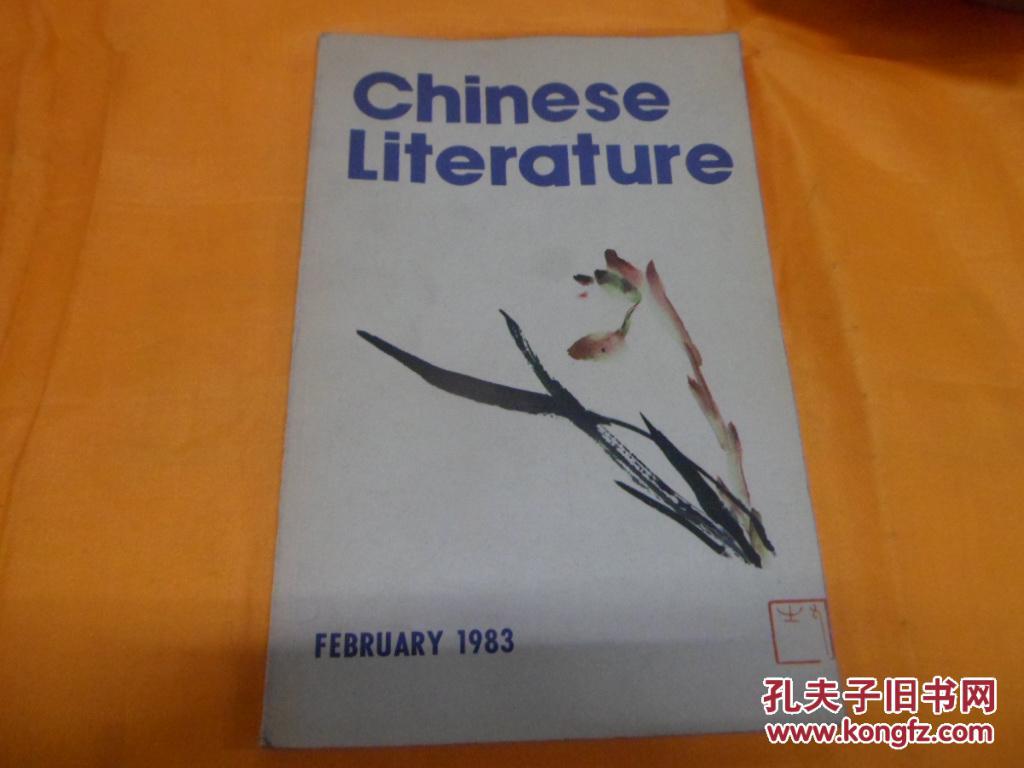 Chinese
Literature
FEBRUARY 1983
孔夫子旧书网
www.kongfz.com